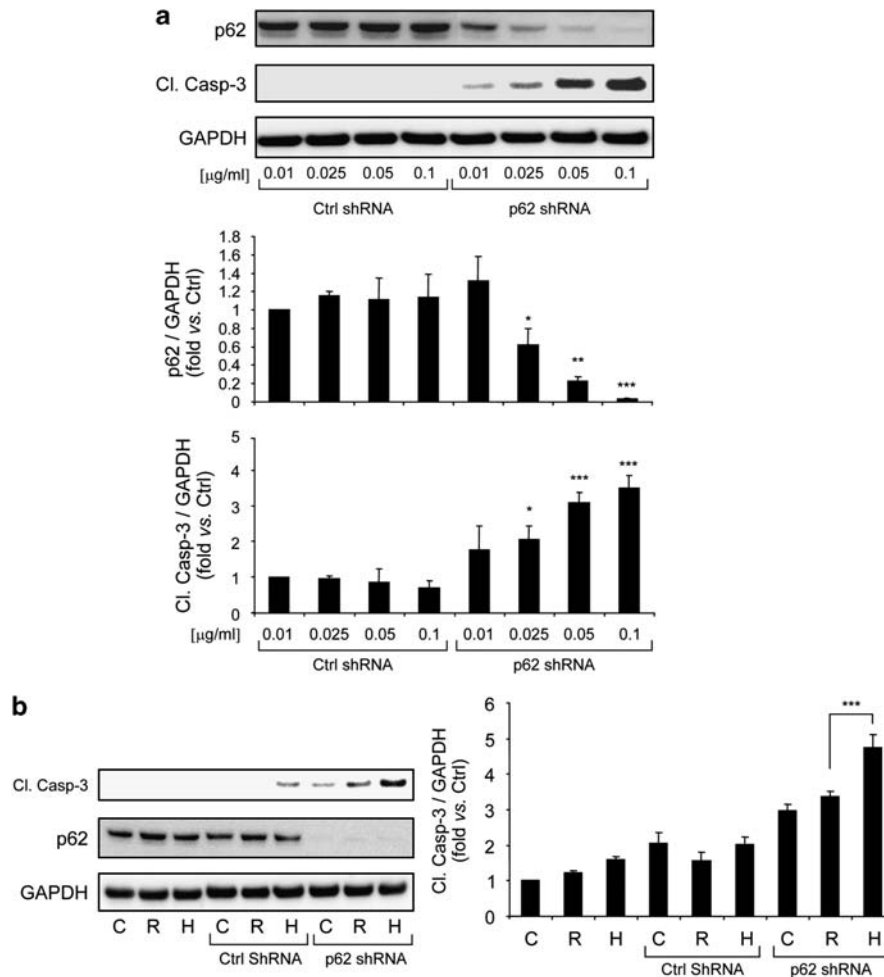 a
p62
Cl. Casp-3
GAPDH
[µg/ml] 0.01 0.025 0.05 0.1 0.01 0.025 0.05 0.1
Ctrl shRNA p62 shRNA
p62 / GAPDH
(fold vs. Ctrl)
1.8
1.6
1.4
1.2
1
0.8
0.6
0.4
0.2
0
*
**
***
Cl. Casp-3 / GAPDH
(fold vs. Ctrl)
5
4
3
2
1
0
*
***
***
[µg/ml] 0.01 0.025 0.05 0.1 0.01 0.025 0.05 0.1
Ctrl shRNA p62 shRNA
b
Cl. Casp-3
p62
GAPDH
C R H C R H C R H
Ctrl ShRNA p62 shRNA
Cl. Casp-3 / GAPDH
(fold vs. Ctrl)
6
5
4
3
2
1
0
***
C R H C R H C R H
Ctrl ShRNA p62 shRNA